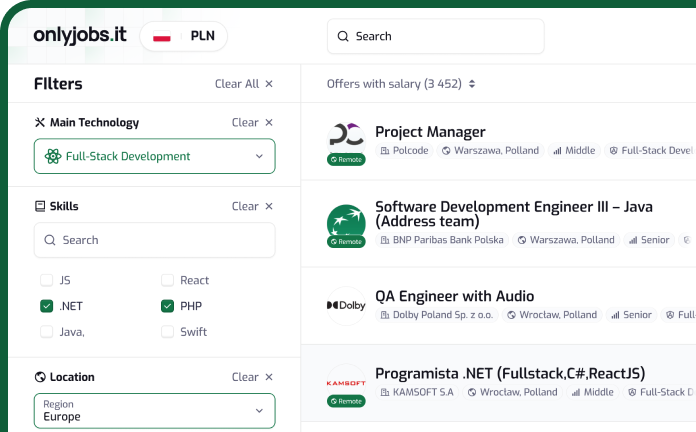 onlyjobs.it
PLN
Search
FIlters
Clear All
Offers with salary (3 452)
Main Technology
Clear
Full-Stack Development
Skills
Clear
Search
JS
React
.NET
PHP
Java,
Swift
Location
Clear
Region
Europe
Project Manager
Remote
Polcode
Warszawa, Polland
Middle
Full-Stack Devel
Software Development Engineer III – Java
(Address team)
Remote
BNP Paribas Bank Polska
Warszawa, Polland
Senior
QA Engineer with Audio
Dolby
Dolby Poland Sp. z o.o.
Wrocław, Polland
Senior
Full-
Programista .NET (Fullstack,C#,ReactJS)
KAMSOFT
Remote
KAMSOFT S.A
Wrocław, Polland
Middle
Full-Stack D